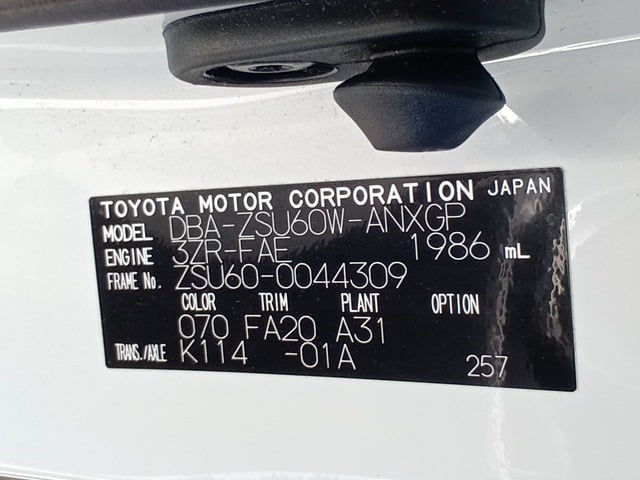 TOYOTA MOTOR CORPORATION JAPAN
MODEL DBA-ZSU60W-ANXGP
ENGINE 3ZR-FAE 1986 mL
FRAME No. ZSU60-0044309
COLOR TRIM PLANT OPTION
070 FA20 A31
TRANS./AXLE K114 -01A 257